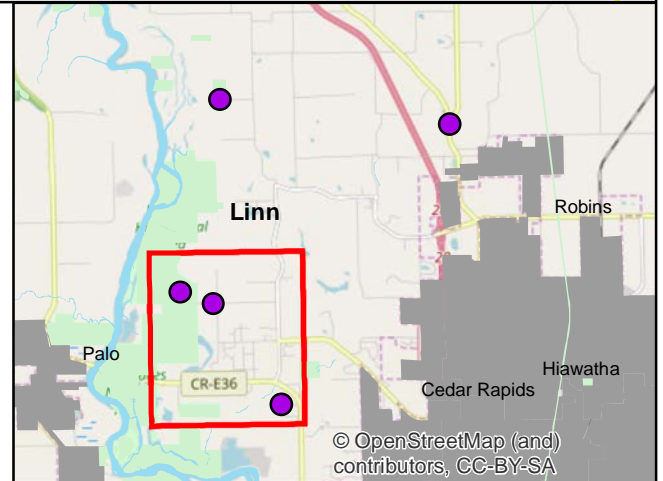 Linn
Robins
Palo
CR-E36
Hiawatha
Cedar Rapids
© OpenStreetMap (and)
contributors, CC-BY-SA